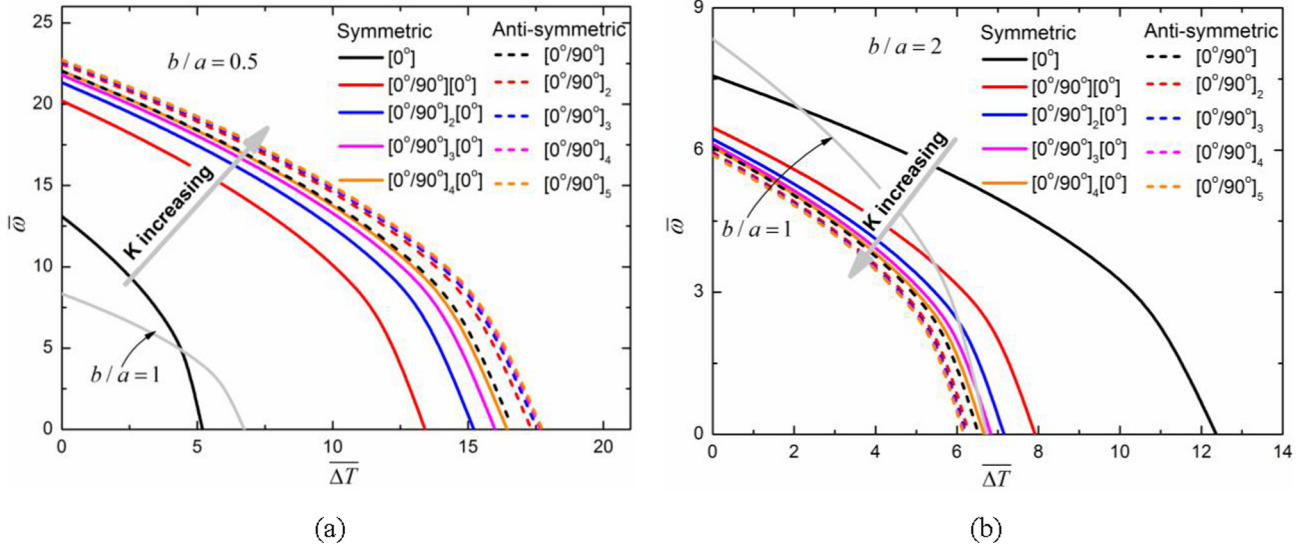 25
20
15
10
5
0
ω̅
b/a=0.5
Symmetric
[0°]
[0°/90°][0°]
[0°/90°]₂[0°]
[0°/90°]₃[0°]
[0°/90°]₄[0°]
Anti-symmetric
[0°/90°]
[0°/90°]₂
[0°/90°]₃
[0°/90°]₄
[0°/90°]₅
K increasing
b/a=1
0 5 10 15 20
Δ̅T̅
(a)
9
6
3
0
ω̅
b/a=2
Symmetric
[0°]
[0°/90°][0°]
[0°/90°]₂[0°]
[0°/90°]₃[0°]
[0°/90°]₄[0°]
Anti-symmetric
[0°/90°]
[0°/90°]₂
[0°/90°]₃
[0°/90°]₄
[0°/90°]₅
K increasing
b/a=1
0 2 4 6 8 10 12 14
Δ̅T̅
(b)